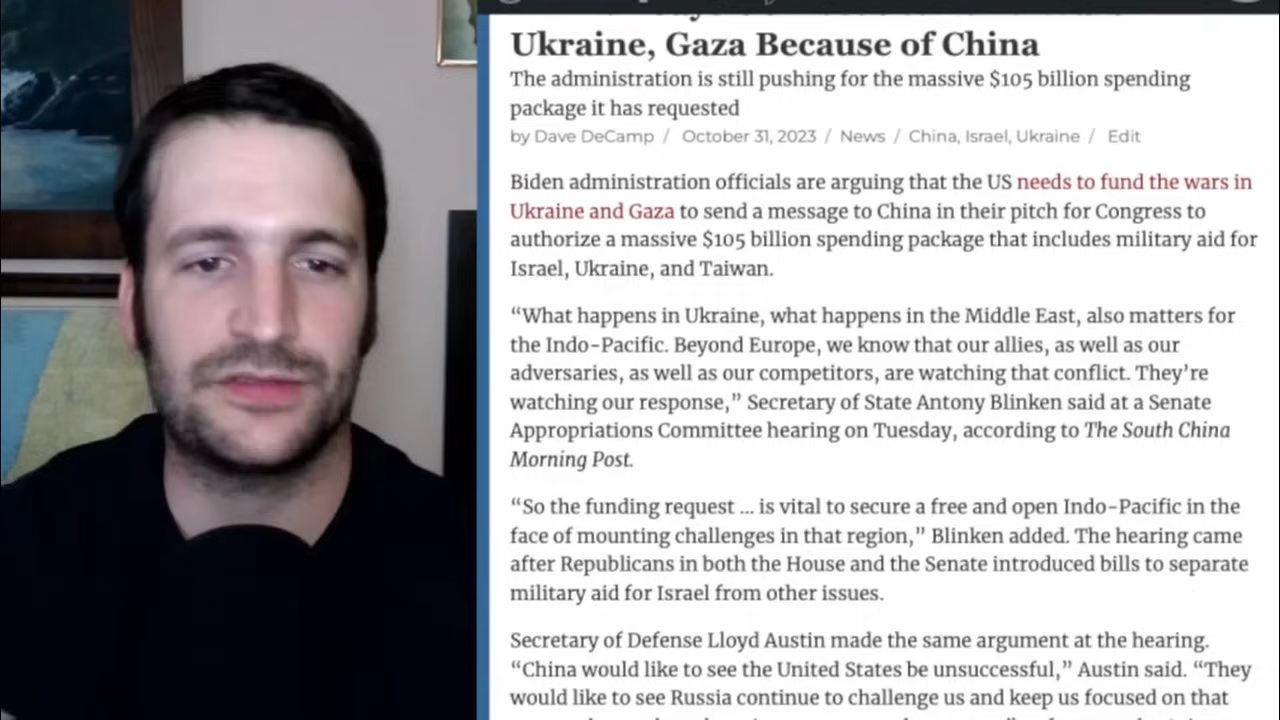 Ukraine, Gaza Because of China
The administration is still pushing for the massive $105 billion spending
package it has requested
by Dave DeCamp / October 31, 2023 / News / China, Israel, Ukraine / Edit
Biden administration officials are arguing that the US needs to fund the wars in
Ukraine and Gaza to send a message to China in their pitch for Congress to
authorize a massive $105 billion spending package that includes military aid for
Israel, Ukraine, and Taiwan.
“What happens in Ukraine, what happens in the Middle East, also matters for
the Indo-Pacific. Beyond Europe, we know that our allies, as well as our
adversaries, as well as our competitors, are watching that conflict. They’re
watching our response,” Secretary of State Antony Blinken said at a Senate
Appropriations Committee hearing on Tuesday, according to The South China
Morning Post.
“So the funding request ... is vital to secure a free and open Indo-Pacific in the
face of mounting challenges in that region,” Blinken added. The hearing came
after Republicans in both the House and the Senate introduced bills to separate
military aid for Israel from other issues.
Secretary of Defense Lloyd Austin made the same argument at the hearing.
“China would like to see the United States be unsuccessful,” Austin said. “They
would like to see Russia continue to challenge us and keep us focused on that